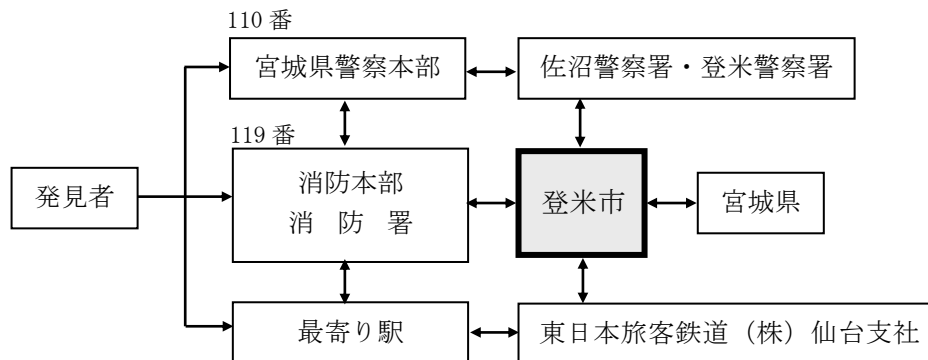 110 番
宮城県警察本部
佐沼警察署・登米警察署
119 番
発見者
消防本部
消 防 署
登米市
宮城県
最寄り駅
東日本旅客鉄道（株）仙台支社